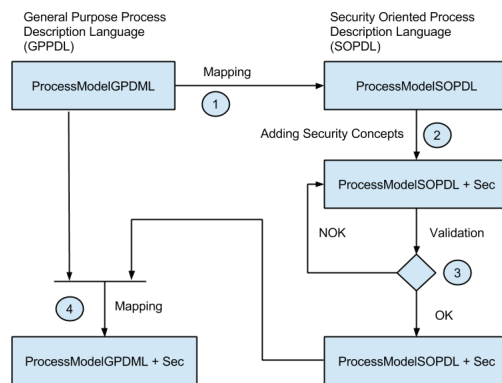 General Purpose Process
Description Language
(GPPDL)
Security Oriented Process
Description Language
(SOPDL)
ProcessModelGPDML
Mapping
1
ProcessModelSOPDL
Adding Security Concepts
2
ProcessModelSOPDL + Sec
NOK
Validation
3
OK
4
Mapping
ProcessModelGPDML + Sec
ProcessModelSOPDL + Sec